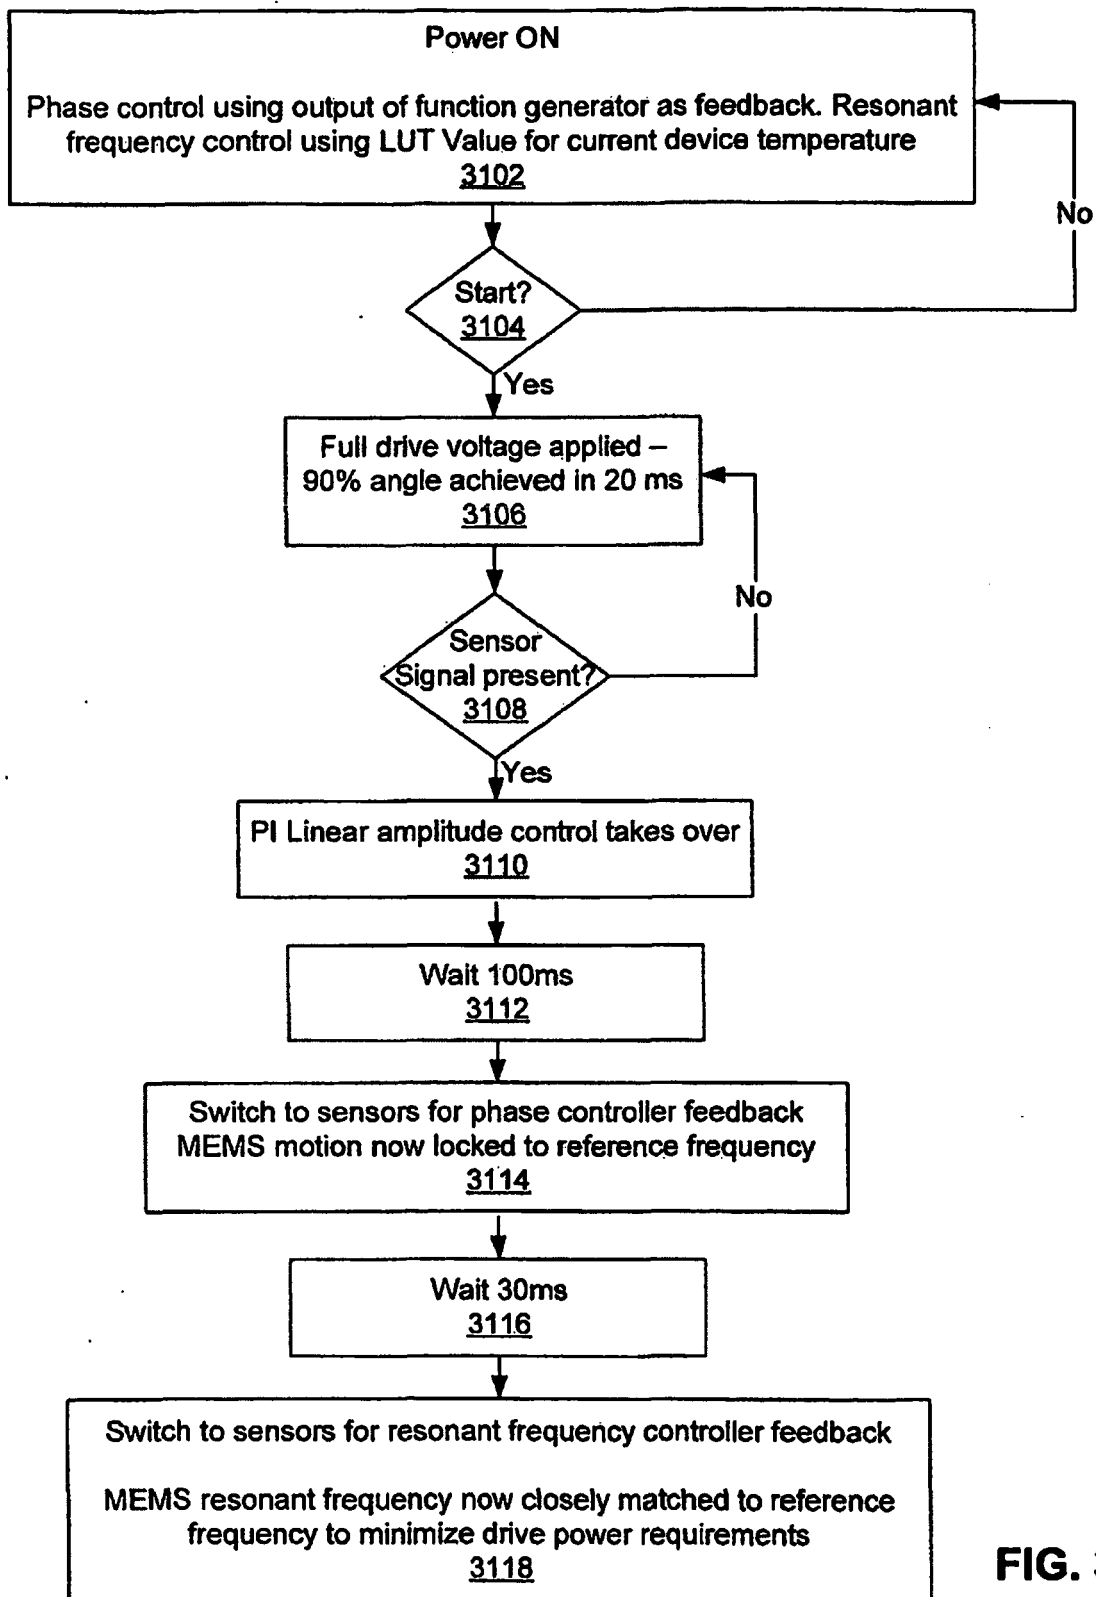 Power ON
Phase control using output of function generator as feedback. Resonant
frequency control using LUT Value for current device temperature
3102
No
Start?
3104
Yes
Full drive voltage applied –
90% angle achieved in 20 ms
3106
No
Sensor
Signal present?
3108
Yes
PI Linear amplitude control takes over
3110
Wait 100ms
3112
Switch to sensors for phase controller feedback
MEMS motion now locked to reference frequency
3114
Wait 30ms
3116
Switch to sensors for resonant frequency controller feedback
MEMS resonant frequency now closely matched to reference
frequency to minimize drive power requirements
3118
FIG.